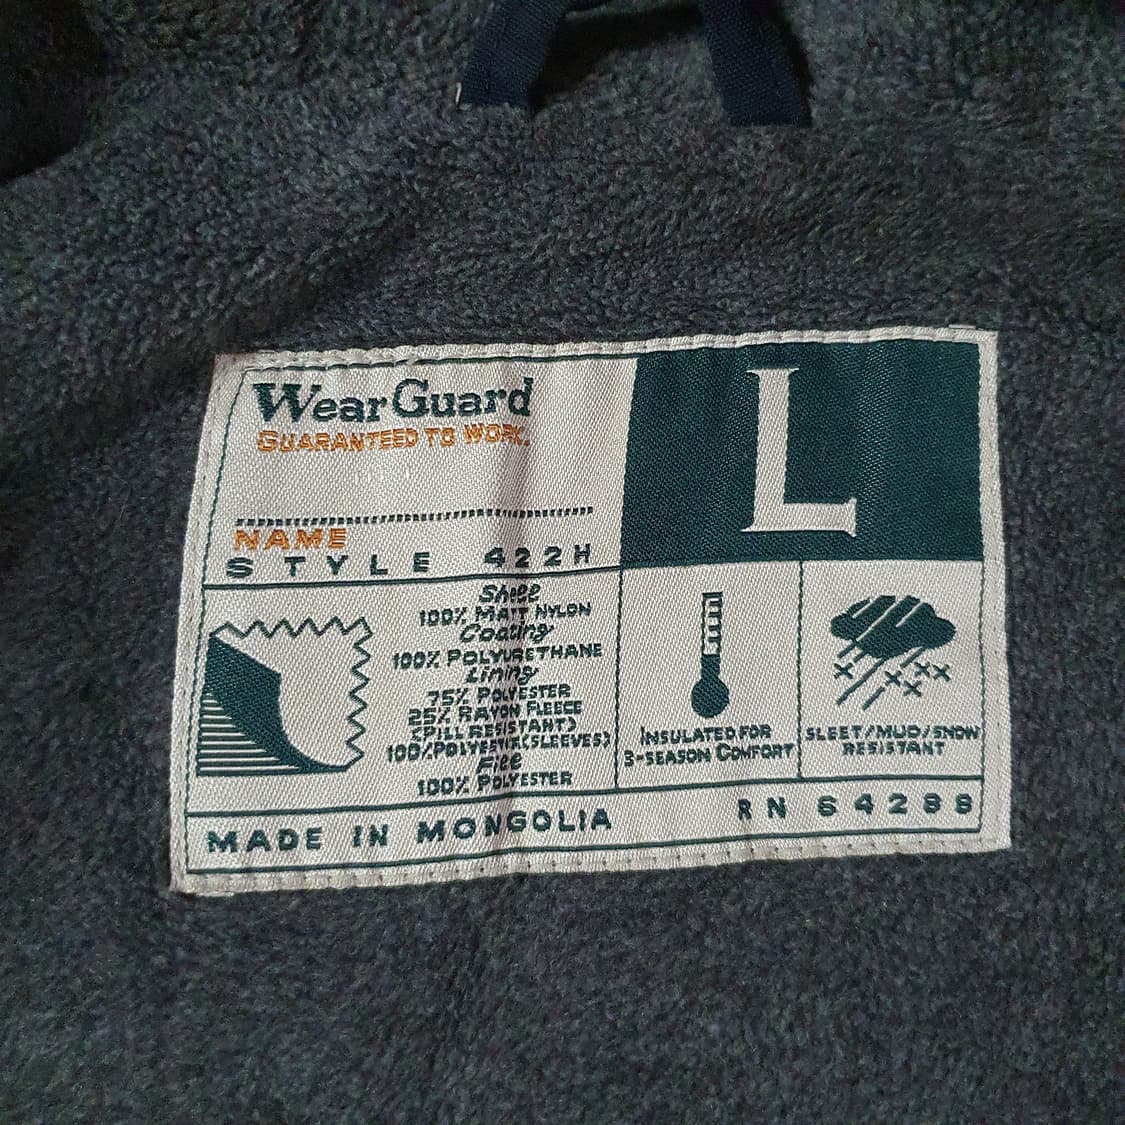 WearGuard
GUARANTEED TO WORK.
NAME
STYLE 422H
L
Shell
100% MATT NYLON
Coating
100% POLYURETHANE
Lining
75% POLYESTER
25% RAYON FLEECE
(PILL RESISTANT)
100% POLYESTER (SLEEVES)
Fill
100% POLYESTER
INSULATED FOR
3-SEASON COMFORT
SLEET/MUD/SNOW
RESISTANT
MADE IN MONGOLIA
RN 64288